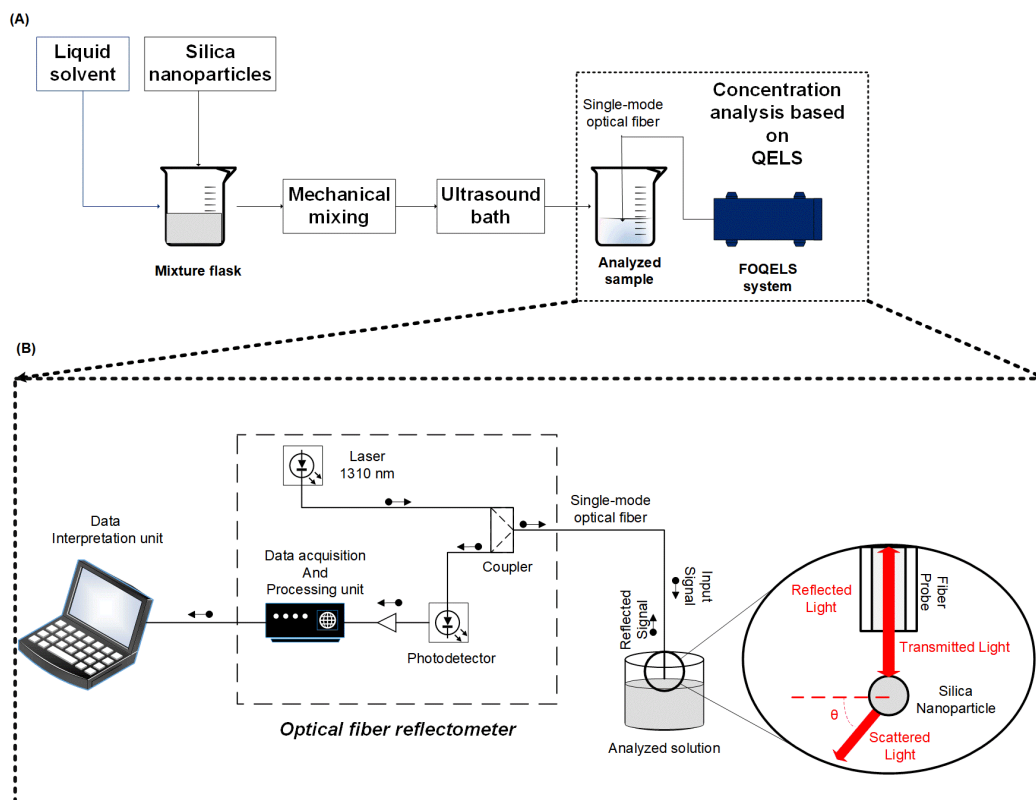 (A)
Liquid
solvent
Silica
nanoparticles
Mixture flask
Mechanical
mixing
Ultrasound
bath
Single-mode
optical fiber
Analyzed
sample
Concentration
analysis based
on
QELS
FOQELS
system
(B)
Data
Interpretation unit
Laser
1310 nm
Data acquisition
And
Processing unit
Coupler
Photodetector
Optical fiber reflectometer
Single-mode
optical fiber
Input
Signal
Reflected
Signal
Analyzed solution
Reflected
Light
Fiber
Probe
Transmitted Light
Silica
Nanoparticle
θ
Scattered
Light